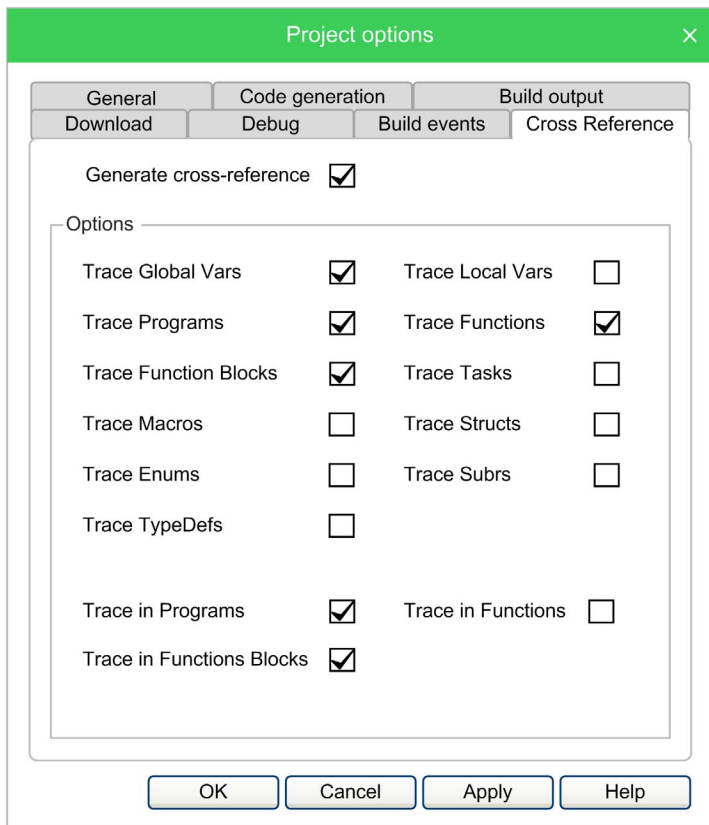 Project options
General Code generation Build output
Download Debug Build events Cross Reference
Generate cross-reference
Options
Trace Global Vars Trace Local Vars
Trace Programs Trace Functions
Trace Function Blocks Trace Tasks
Trace Macros Trace Structs
Trace Enums Trace Subrs
Trace TypeDefs
Trace in Programs Trace in Functions
Trace in Functions Blocks
OK Cancel Apply Help